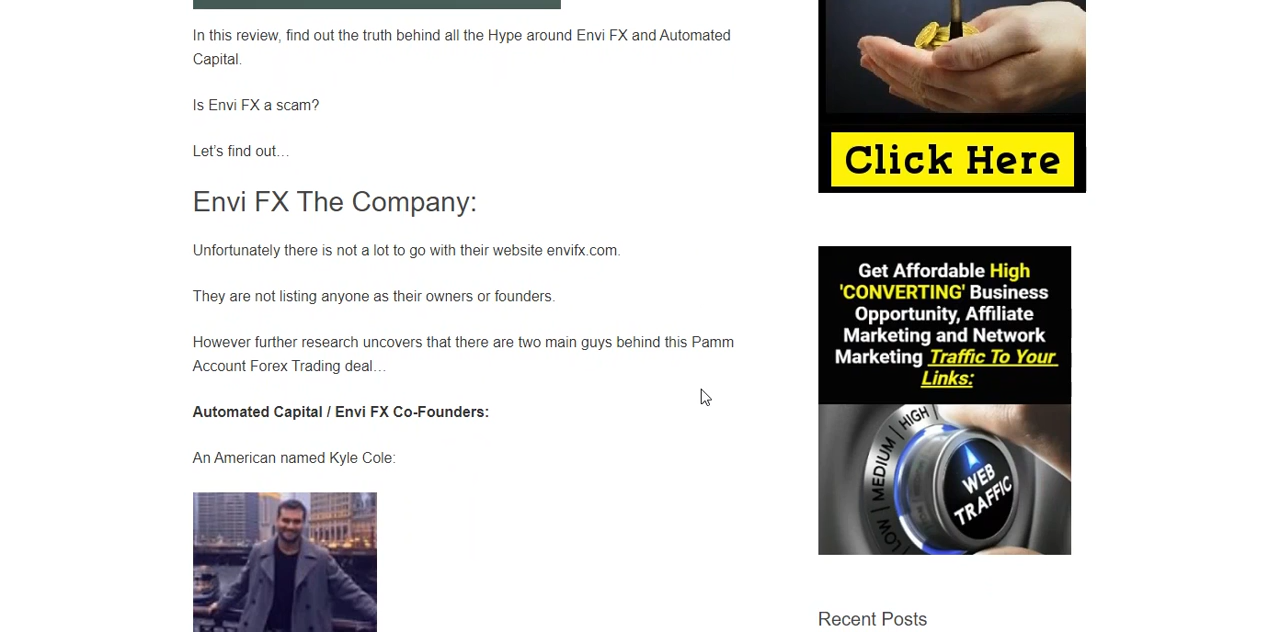 In this review, find out the truth behind all the Hype around Envi FX and Automated
Capital.
Is Envi FX a scam?
Let's find out…
Envi FX The Company:
Unfortunately there is not a lot to go with their website envifx.com.
They are not listing anyone as their owners or founders.
However further research uncovers that there are two main guys behind this Pamm
Account Forex Trading deal…
Automated Capital / Envi FX Co-Founders:
An American named Kyle Cole:
Click Here
Get Affordable High
'CONVERTING' Business
Opportunity, Affiliate
Marketing and Network
Marketing Traffic To Your
Links:
LOW | MEDIUM | HIGH
WEB
TRAFFIC
Recent Posts